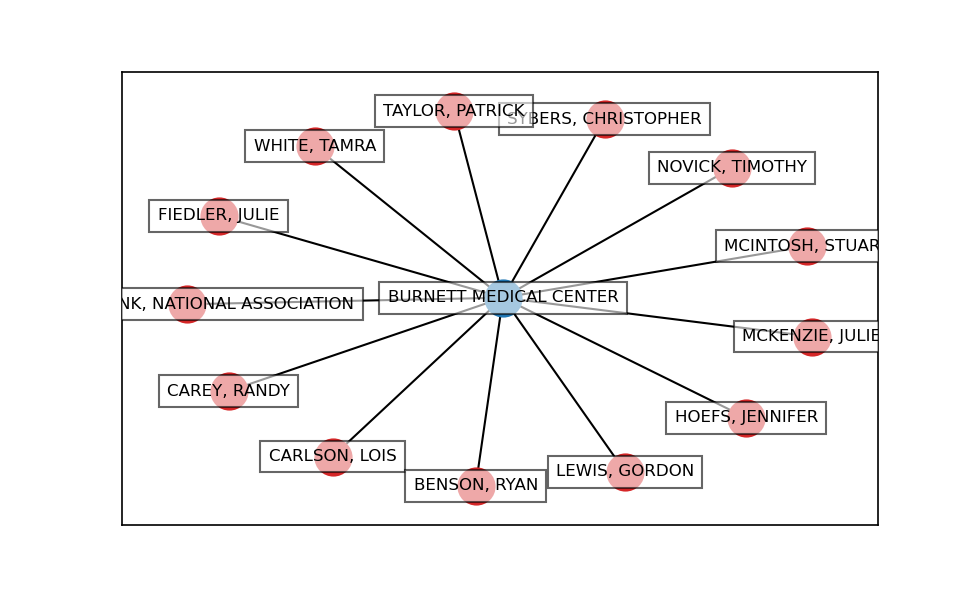 TAYLOR, PATRICK
SYBERS, CHRISTOPHER
WHITE, TAMRA
NOVICK, TIMOTHY
FIEDLER, JULIE
MCINTOSH, STUAR
BURNETT MEDICAL CENTER
NK, NATIONAL ASSOCIATION
MCKENZIE, JULIE
CAREY, RANDY
HOEFS, JENNIFER
CARLSON, LOIS
LEWIS, GORDON
BENSON, RYAN